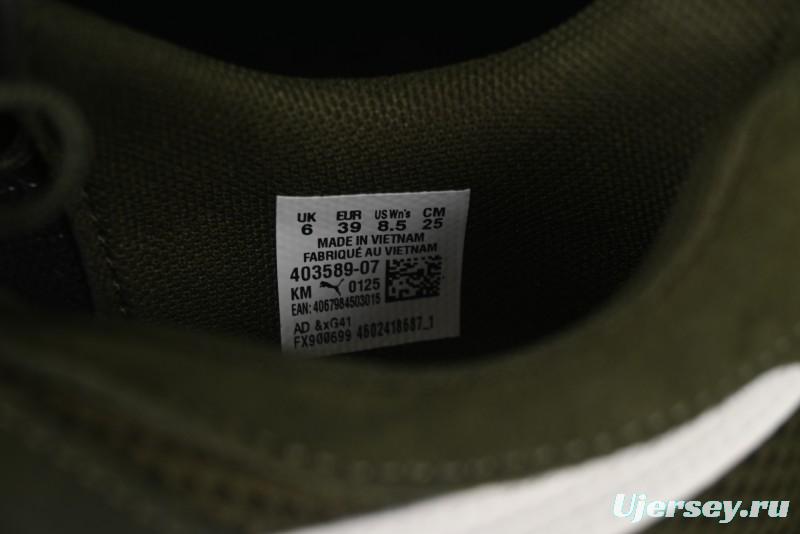 UK EUR US Wn's CM
6 39 8.5 25
MADE IN VIETNAM
FABRIQUÉ AU VIETNAM
403589-07
KM 0125
EAN: 4067984503015
AD &xG41
FX900699 4602418687_1
Ujersey.ru